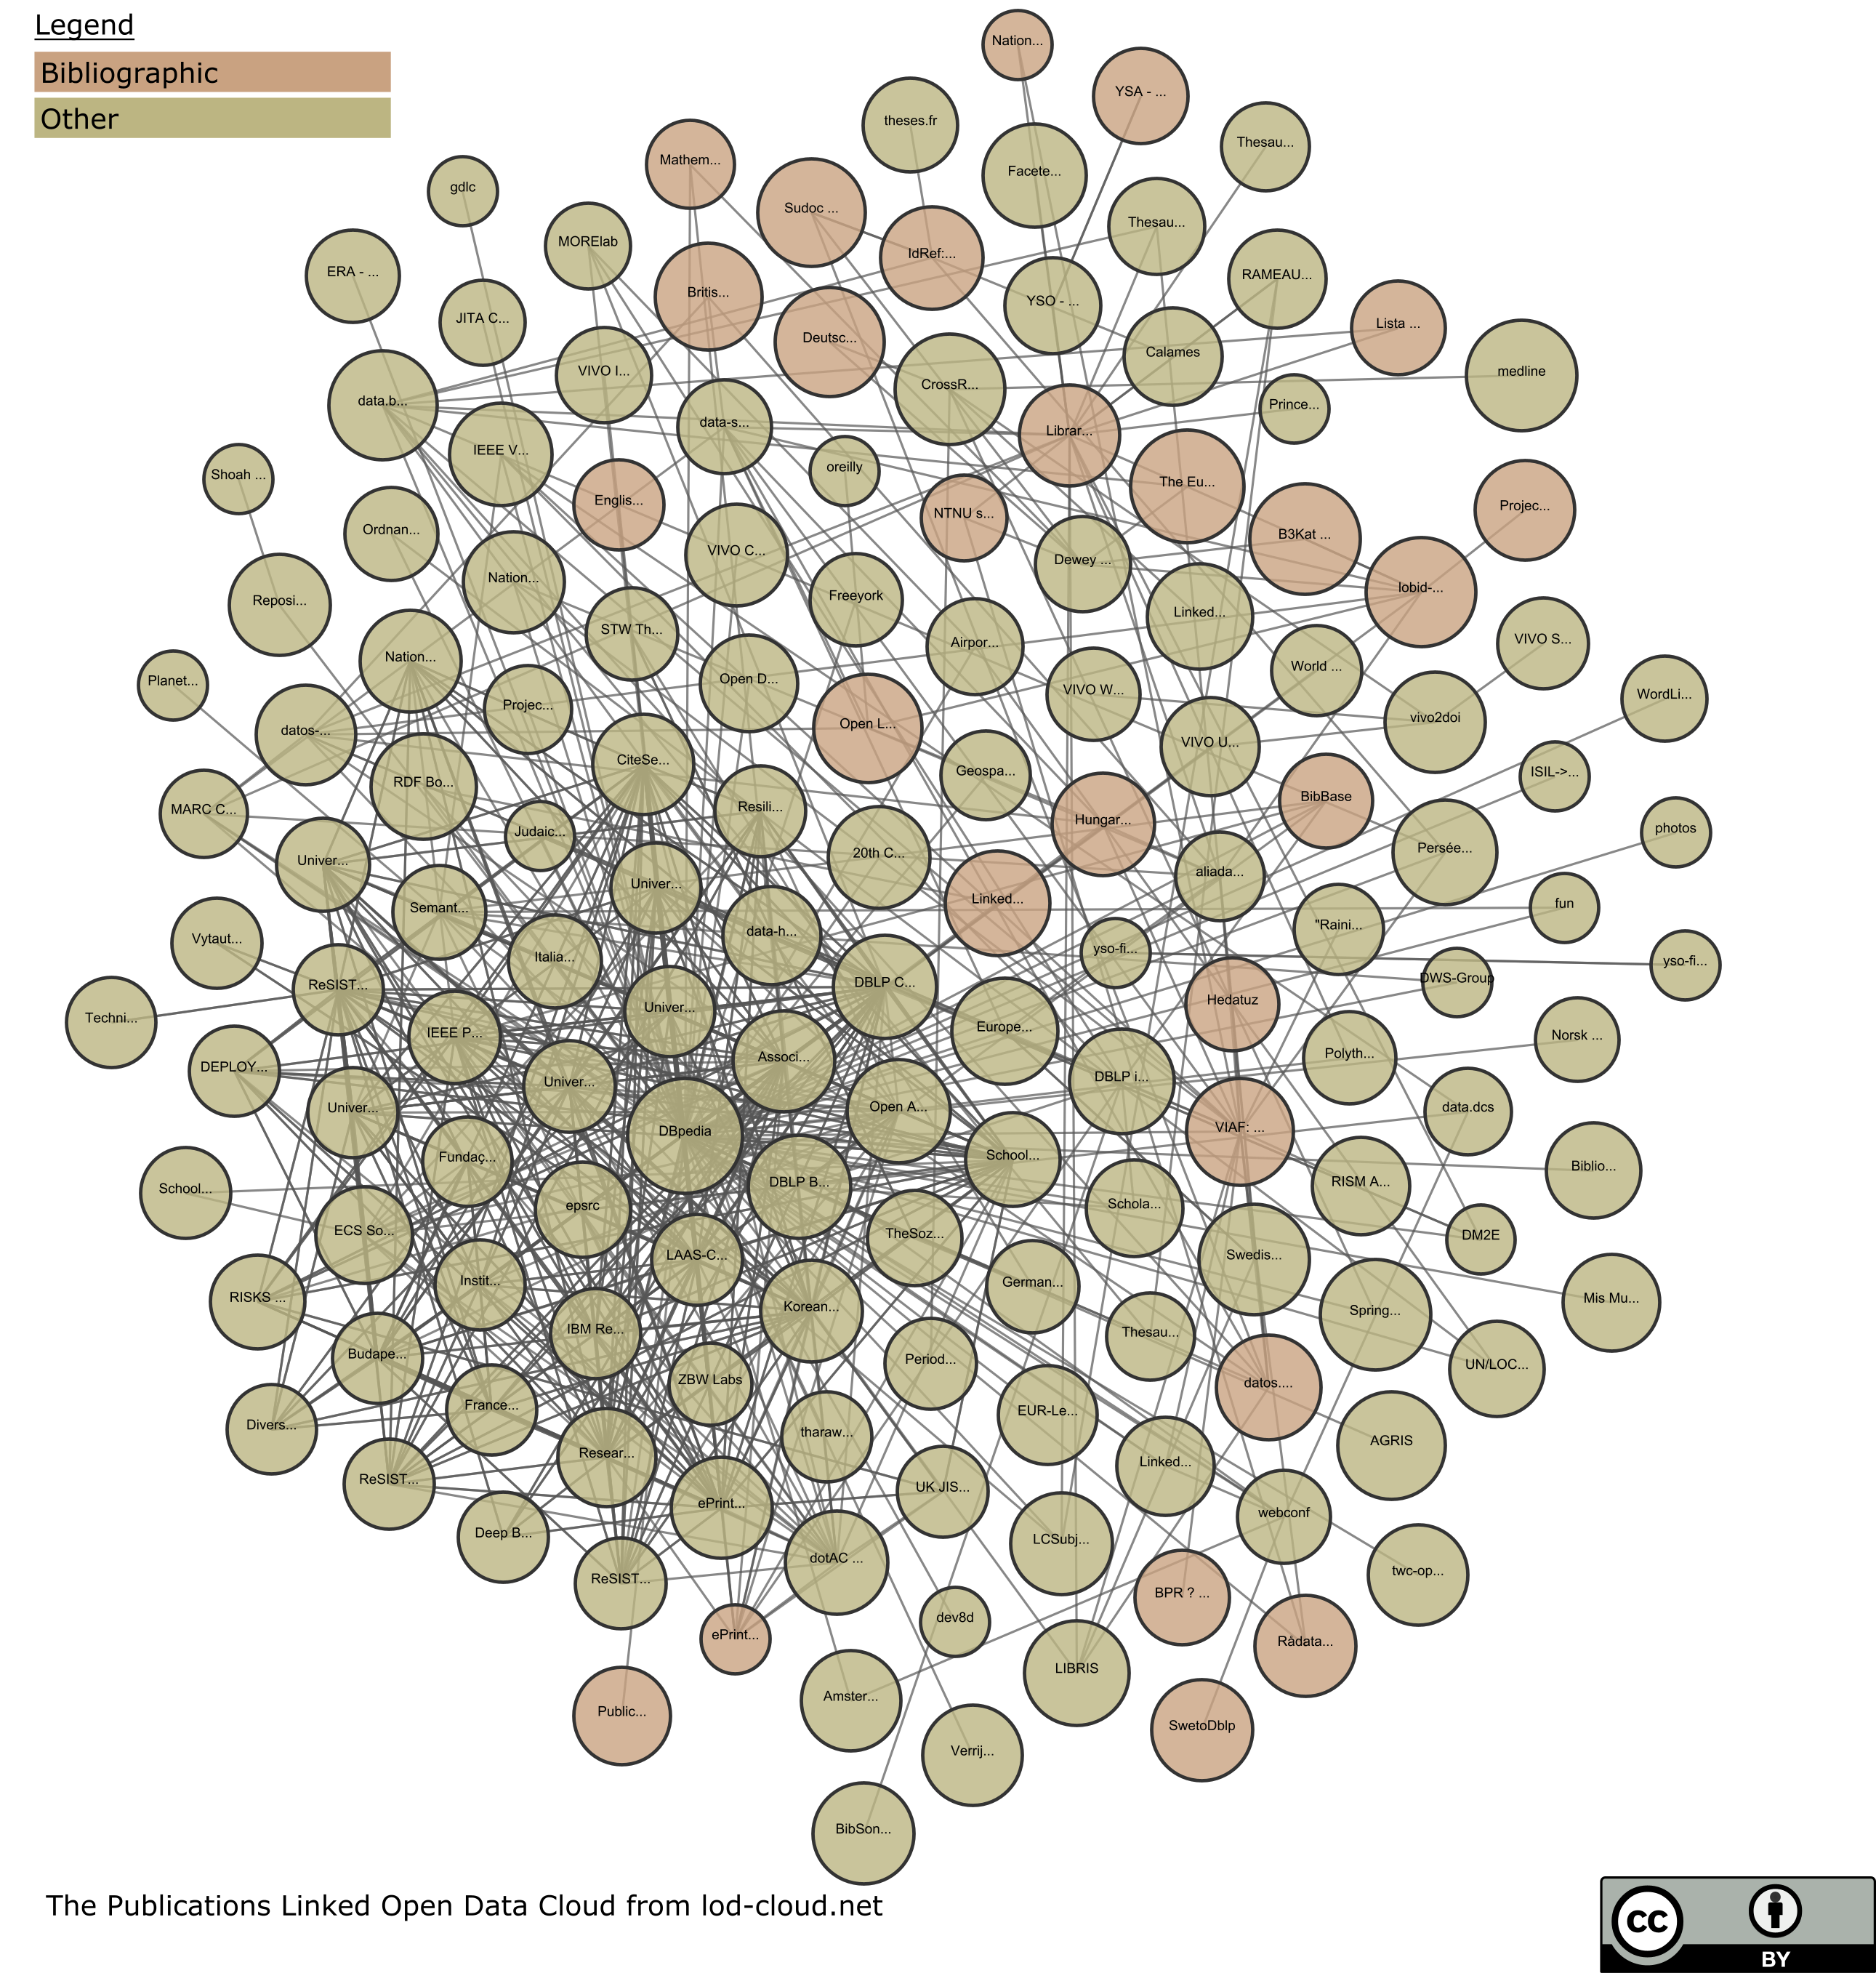 Legend
Bibliographic
Other
Nation...
YSA - ...
theses.fr
Thesau...
Mathem...
Facete...
gdlc
Sudoc ...
Thesau...
MORElab
IdRef:...
ERA - ...
RAMEAU...
Britis...
YSO - ...
JITA C...
Lista ...
Deutsc...
Calames
VIVO I...
medline
CrossR...
data.b...
Prince...
data-s...
Librar...
IEEE V...
oreilly
Shoah ...
The Eu...
Englis...
Projec...
NTNU s...
Ordnan...
B3Kat ...
VIVO C...
Dewey ...
Nation...
lobid-...
Freeyork
Reposi...
Linked...
STW Th...
VIVO S...
Airpor...
Nation...
World ...
Planet...
Open D...
VIVO W...
WordLi...
Projec...
vivo2doi
Open L...
datos-...
VIVO U...
CiteSe...
Geospa...
ISIL->...
RDF Bo...
BibBase
Resili...
MARC C...
Hungar...
photos
Judaic...
Persée...
20th C...
Univer...
aliada...
Univer...
Linked...
fun
Semant...
"Raini...
data-h...
Vytaut...
yso-fi...
Italia...
yso-fi...
DWS-Group
DBLP C...
ReSIST...
Hedatuz
Univer...
Techni...
Europe...
IEEE P...
Norsk ...
Polyth...
Associ...
DEPLOY...
DBLP i...
Univer...
Open A...
Univer...
data.dcs
DBpedia
VIAF: ...
School...
Fundaç...
Biblio...
DBLP B...
RISM A...
School...
Schola...
epsrc
ECS So...
TheSoz...
DM2E
LAAS-C...
Swedis...
Instit...
German...
RISKS ...
Mis Mu...
Korean...
Spring...
IBM Re...
Thesau...
Budape...
Period...
UN/LOC...
ZBW Labs
datos....
France...
EUR-Le...
Divers...
tharaw...
AGRIS
Resear...
Linked...
ReSIST...
UK JIS...
ePrint...
webconf
Deep B...
LCSubj...
dotAC ...
twc-op...
ReSIST...
BPR ? ...
dev8d
ePrint...
Rådata...
LIBRIS
Amster...
Public...
SwetoDblp
Verrij...
BibSon...
The Publications Linked Open Data Cloud from lod-cloud.net
cc
BY